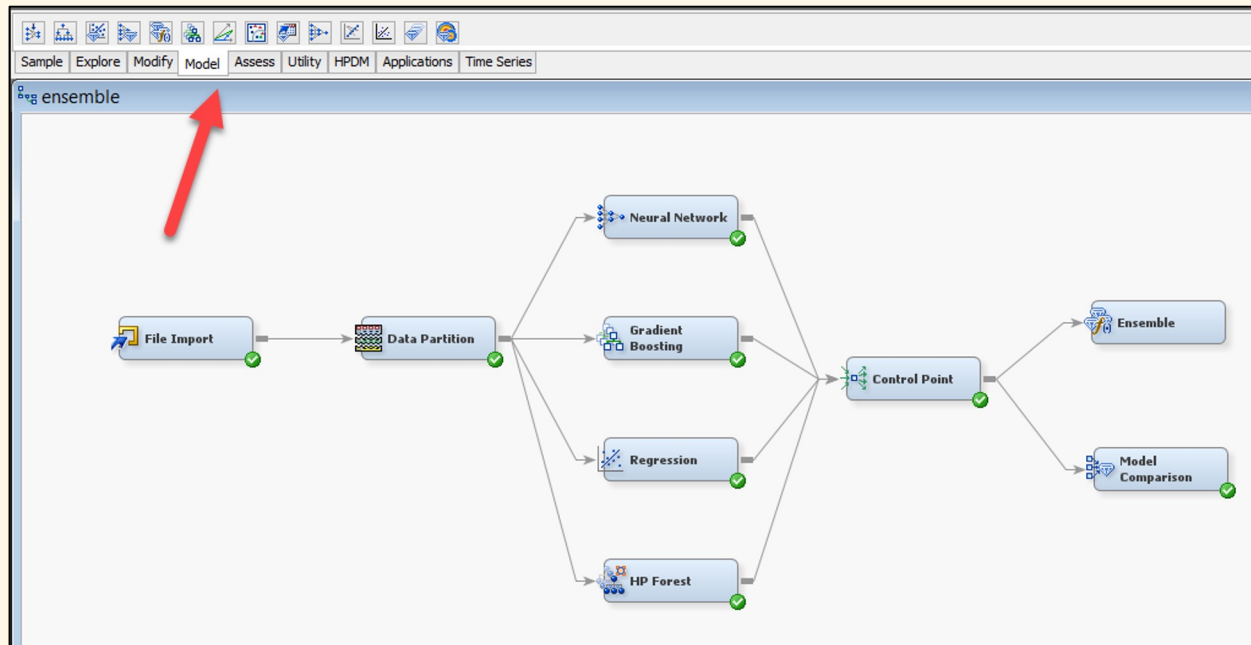 Sample Explore Modify Model Assess Utility HPDM Applications Time Series
ensemble
Neural Network
File Import
Data Partition
Gradient
Boosting
Ensemble
Control Point
Regression
Model
Comparison
HP Forest